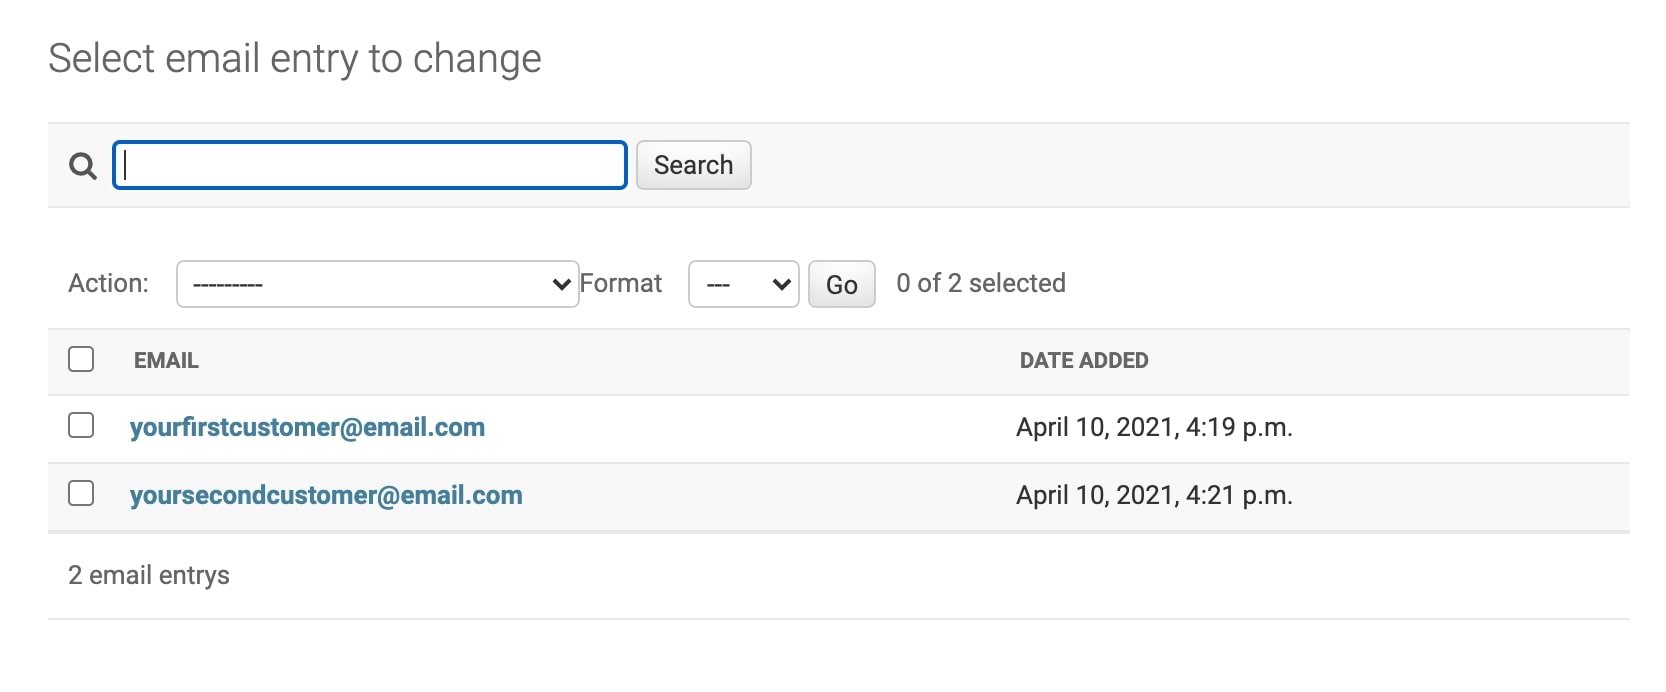 Select email entry to change
Search
Action: --------- Format --- Go 0 of 2 selected
EMAIL DATE ADDED
yourfirstcustomer@email.com April 10, 2021, 4:19 p.m.
yoursecondcustomer@email.com April 10, 2021, 4:21 p.m.
2 email entrys